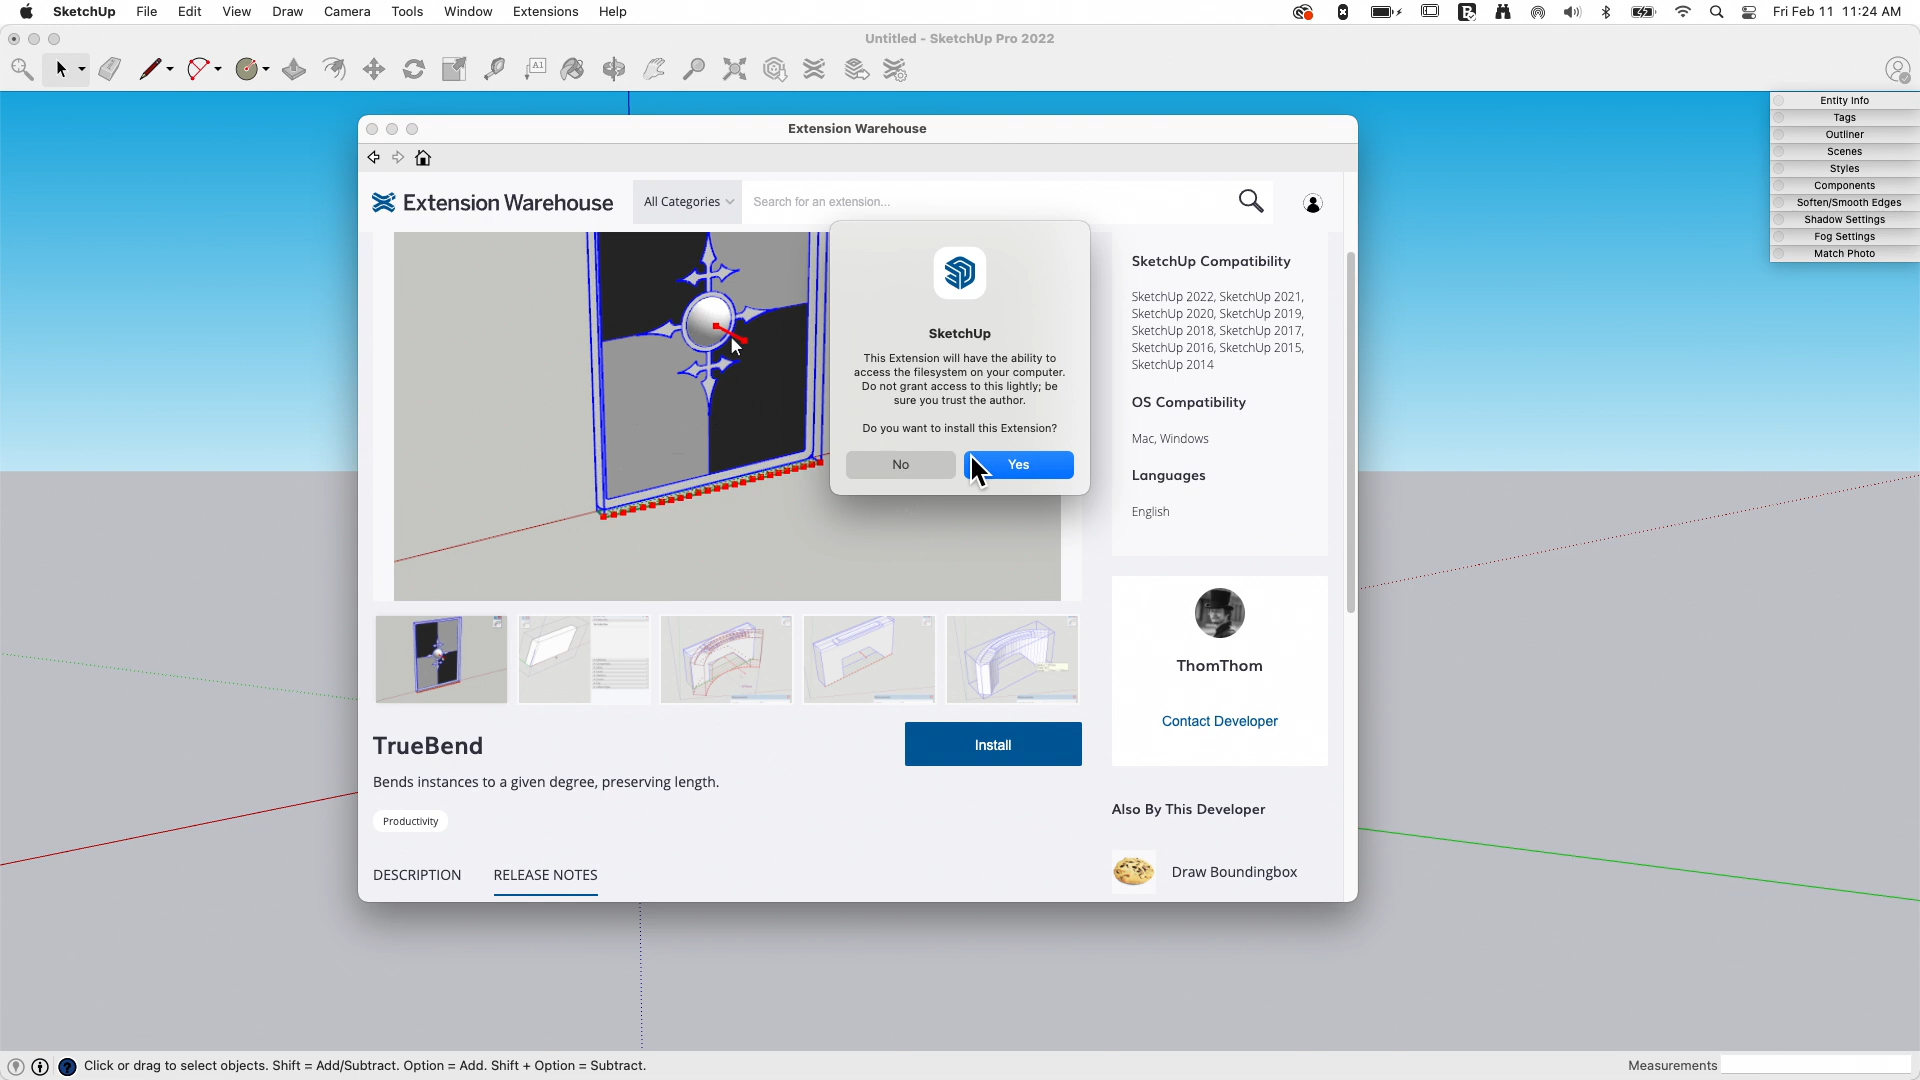 SketchUp File Edit View Draw Camera Tools Window Extensions Help
Fri Feb 11 11:24 AM
Untitled - SketchUp Pro 2022
A1
Entity Info
Tags
Outliner
Scenes
Styles
Components
Soften/Smooth Edges
Shadow Settings
Fog Settings
Match Photo
Extension Warehouse
Extension Warehouse
All Categories
Search for an extension...
SketchUp
This Extension will have the ability to
access the filesystem on your computer.
Do not grant access to this lightly; be
sure you trust the author.
Do you want to install this Extension?
No
Yes
SketchUp Compatibility
SketchUp 2022, SketchUp 2021,
SketchUp 2020, SketchUp 2019,
SketchUp 2018, SketchUp 2017,
SketchUp 2016, SketchUp 2015,
SketchUp 2014
OS Compatibility
Mac, Windows
Languages
English
ThomThom
Contact Developer
TrueBend
Install
Bends instances to a given degree, preserving length.
Productivity
Also By This Developer
Draw Boundingbox
DESCRIPTION
RELEASE NOTES
Click or drag to select objects. Shift = Add/Subtract. Option = Add. Shift + Option = Subtract.
Measurements